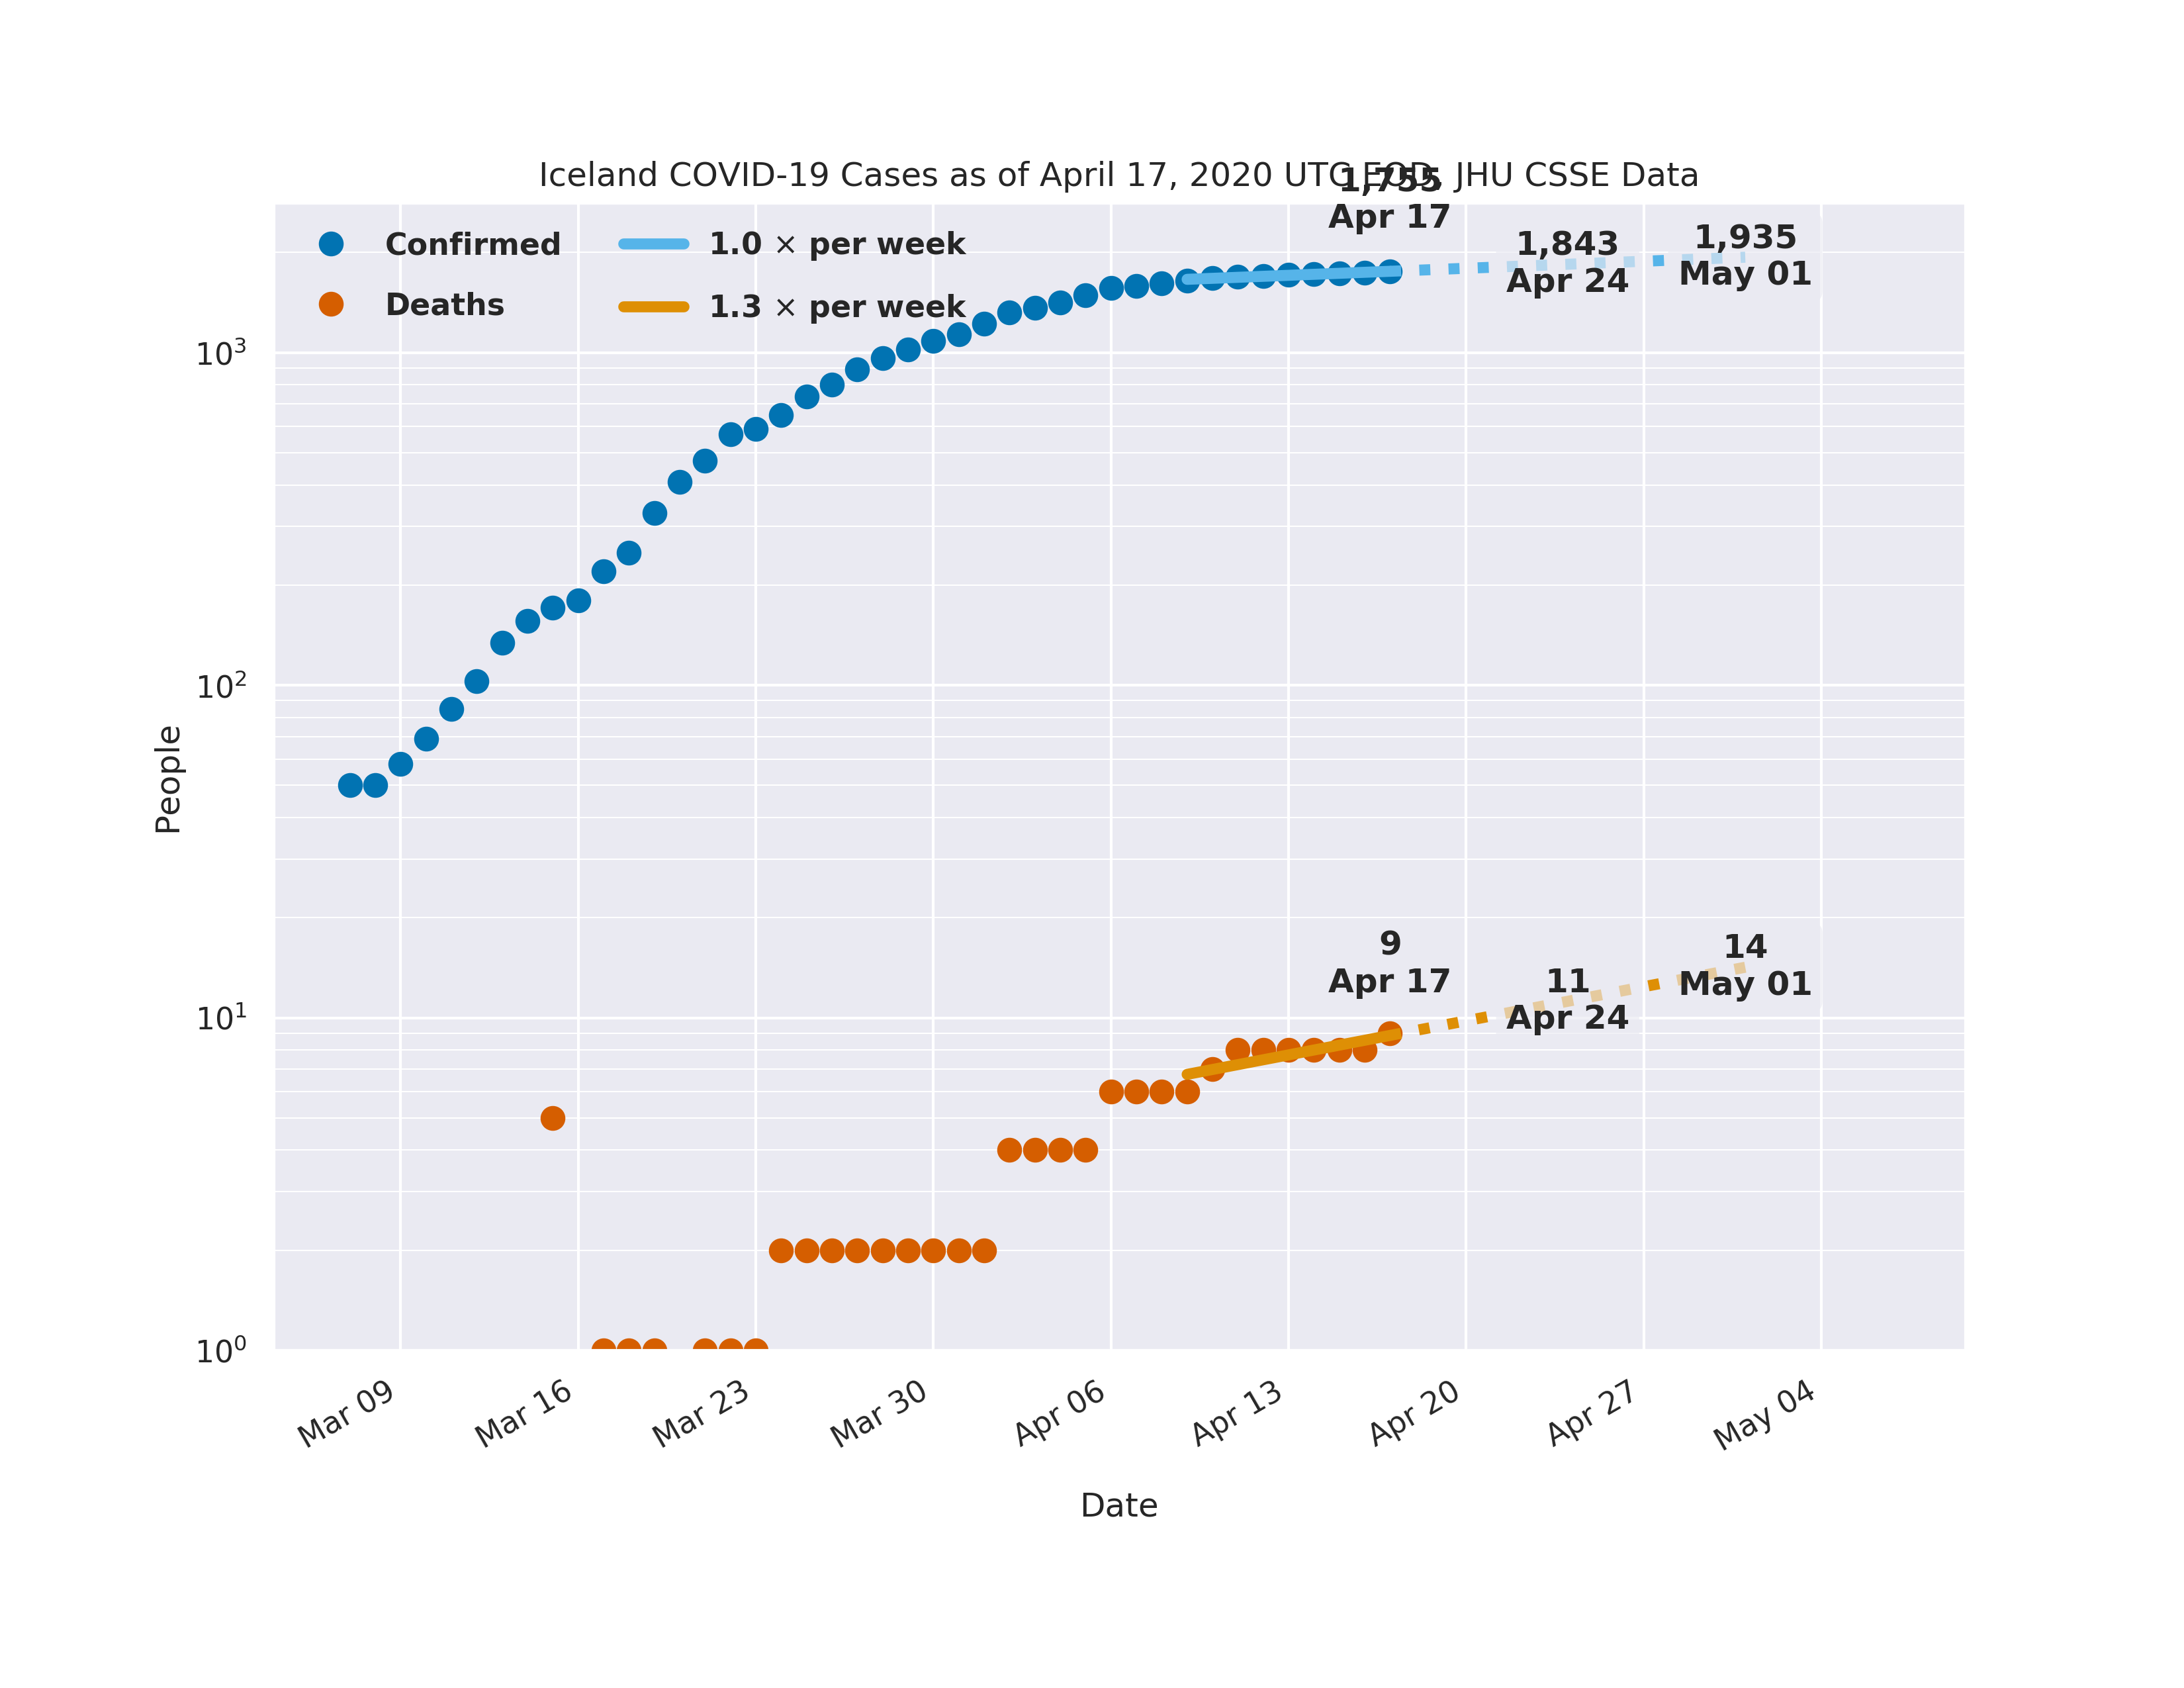 Iceland COVID-19 Cases as of April 17, 2020 UTC EOD, JHU CSSE Data
1,755
Apr 17
1,843
Apr 24
1,935
May 01
Confirmed
Deaths
1.0 × per week
1.3 × per week
10³
10²
10¹
10⁰
People
9
Apr 17
11
Apr 24
14
May 01
Mar 09
Mar 16
Mar 23
Mar 30
Apr 06
Apr 13
Apr 20
Apr 27
May 04
Date